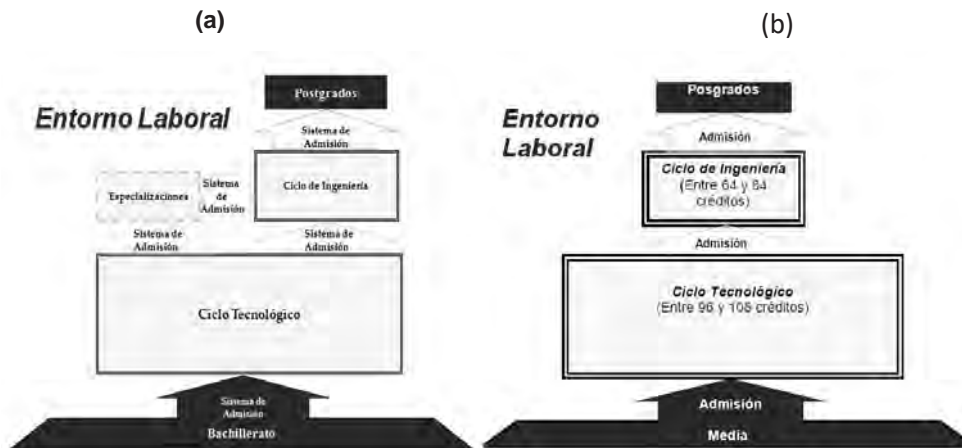 (a)
Postgrados
Entorno Laboral
Sistema de
Admisión
Ciclo de Ingeniería
Especializaciones
Sistema
de
Admisión
Sistema de
Admisión
Sistema de
Admisión
Ciclo Tecnológico
Sistema de
Admisión
Bachillerato
(b)
Posgrados
Entorno
Laboral
Admisión
Ciclo de Ingeniería
(Entre 64 y 84
créditos)
Admisión
Ciclo Tecnológico
(Entre 96 y 108 créditos)
Admisión
Media